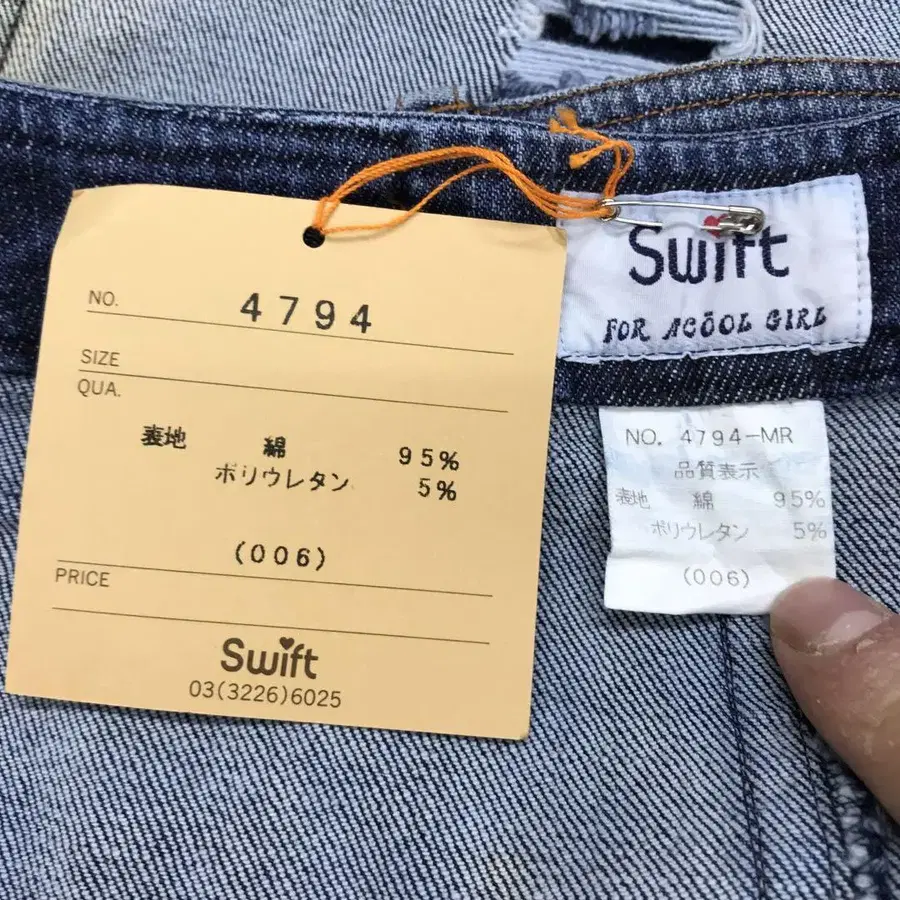 NO. 4794
SIZE
QUA.
表地 綿 95%
ポリウレタン 5%
(006)
PRICE
Swift
03(3226)6025
Swift
FOR ACŌOL GIRL
NO. 4794-MR
品質表示
表地 綿 95%
ポリウレタン 5%
(006)